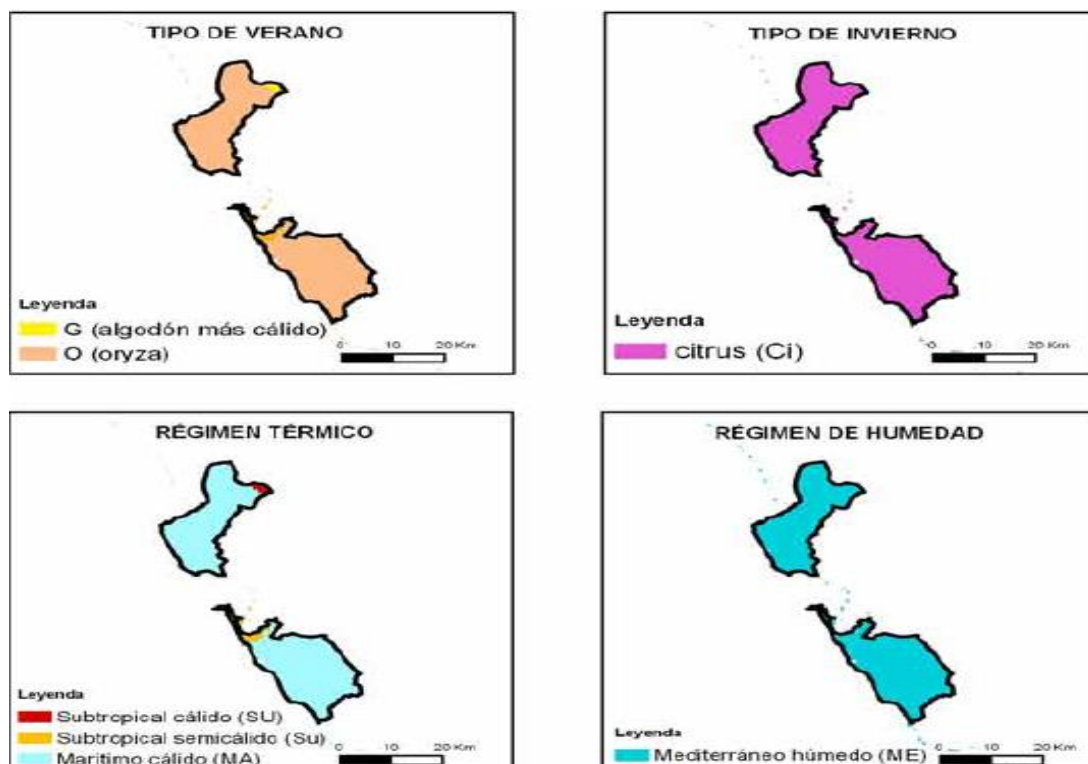 TIPO DE VERANO
Leyenda
G (algodón más cálido)
O (oryza)
0 10 20 Km
TIPO DE INVIERNO
Leyenda
citrus (Ci)
0 10 20 Km
RÉGIMEN TÉRMICO
Leyenda
Subtropical cálido (SU)
Subtropical semicálido (Su)
Marítimo cálido (MA)
0 10 20 Km
RÉGIMEN DE HUMEDAD
Leyenda
Mediterráneo húmedo (ME)
0 10 20 Km